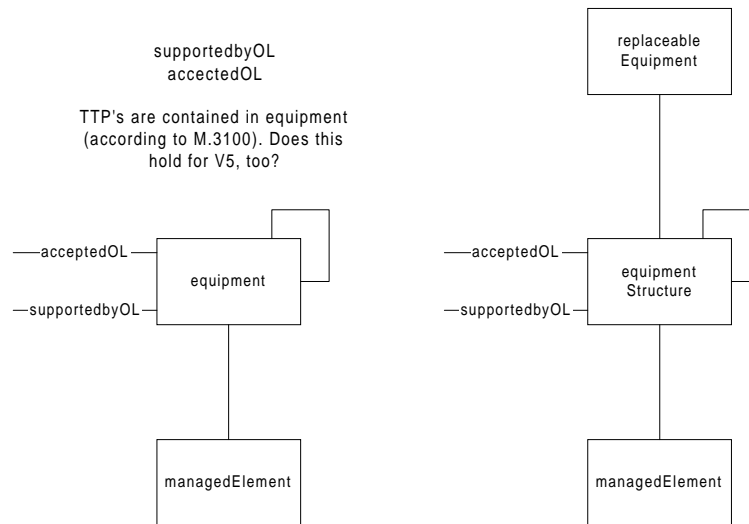 supportedbyOL
accectedOL
TTP's are contained in equipment
(according to M.3100). Does this
hold for V5, too?
acceptedOL
equipment
supportedbyOL
managedElement
replaceable
Equipment
acceptedOL
equipment
Structure
supportedbyOL
managedElement